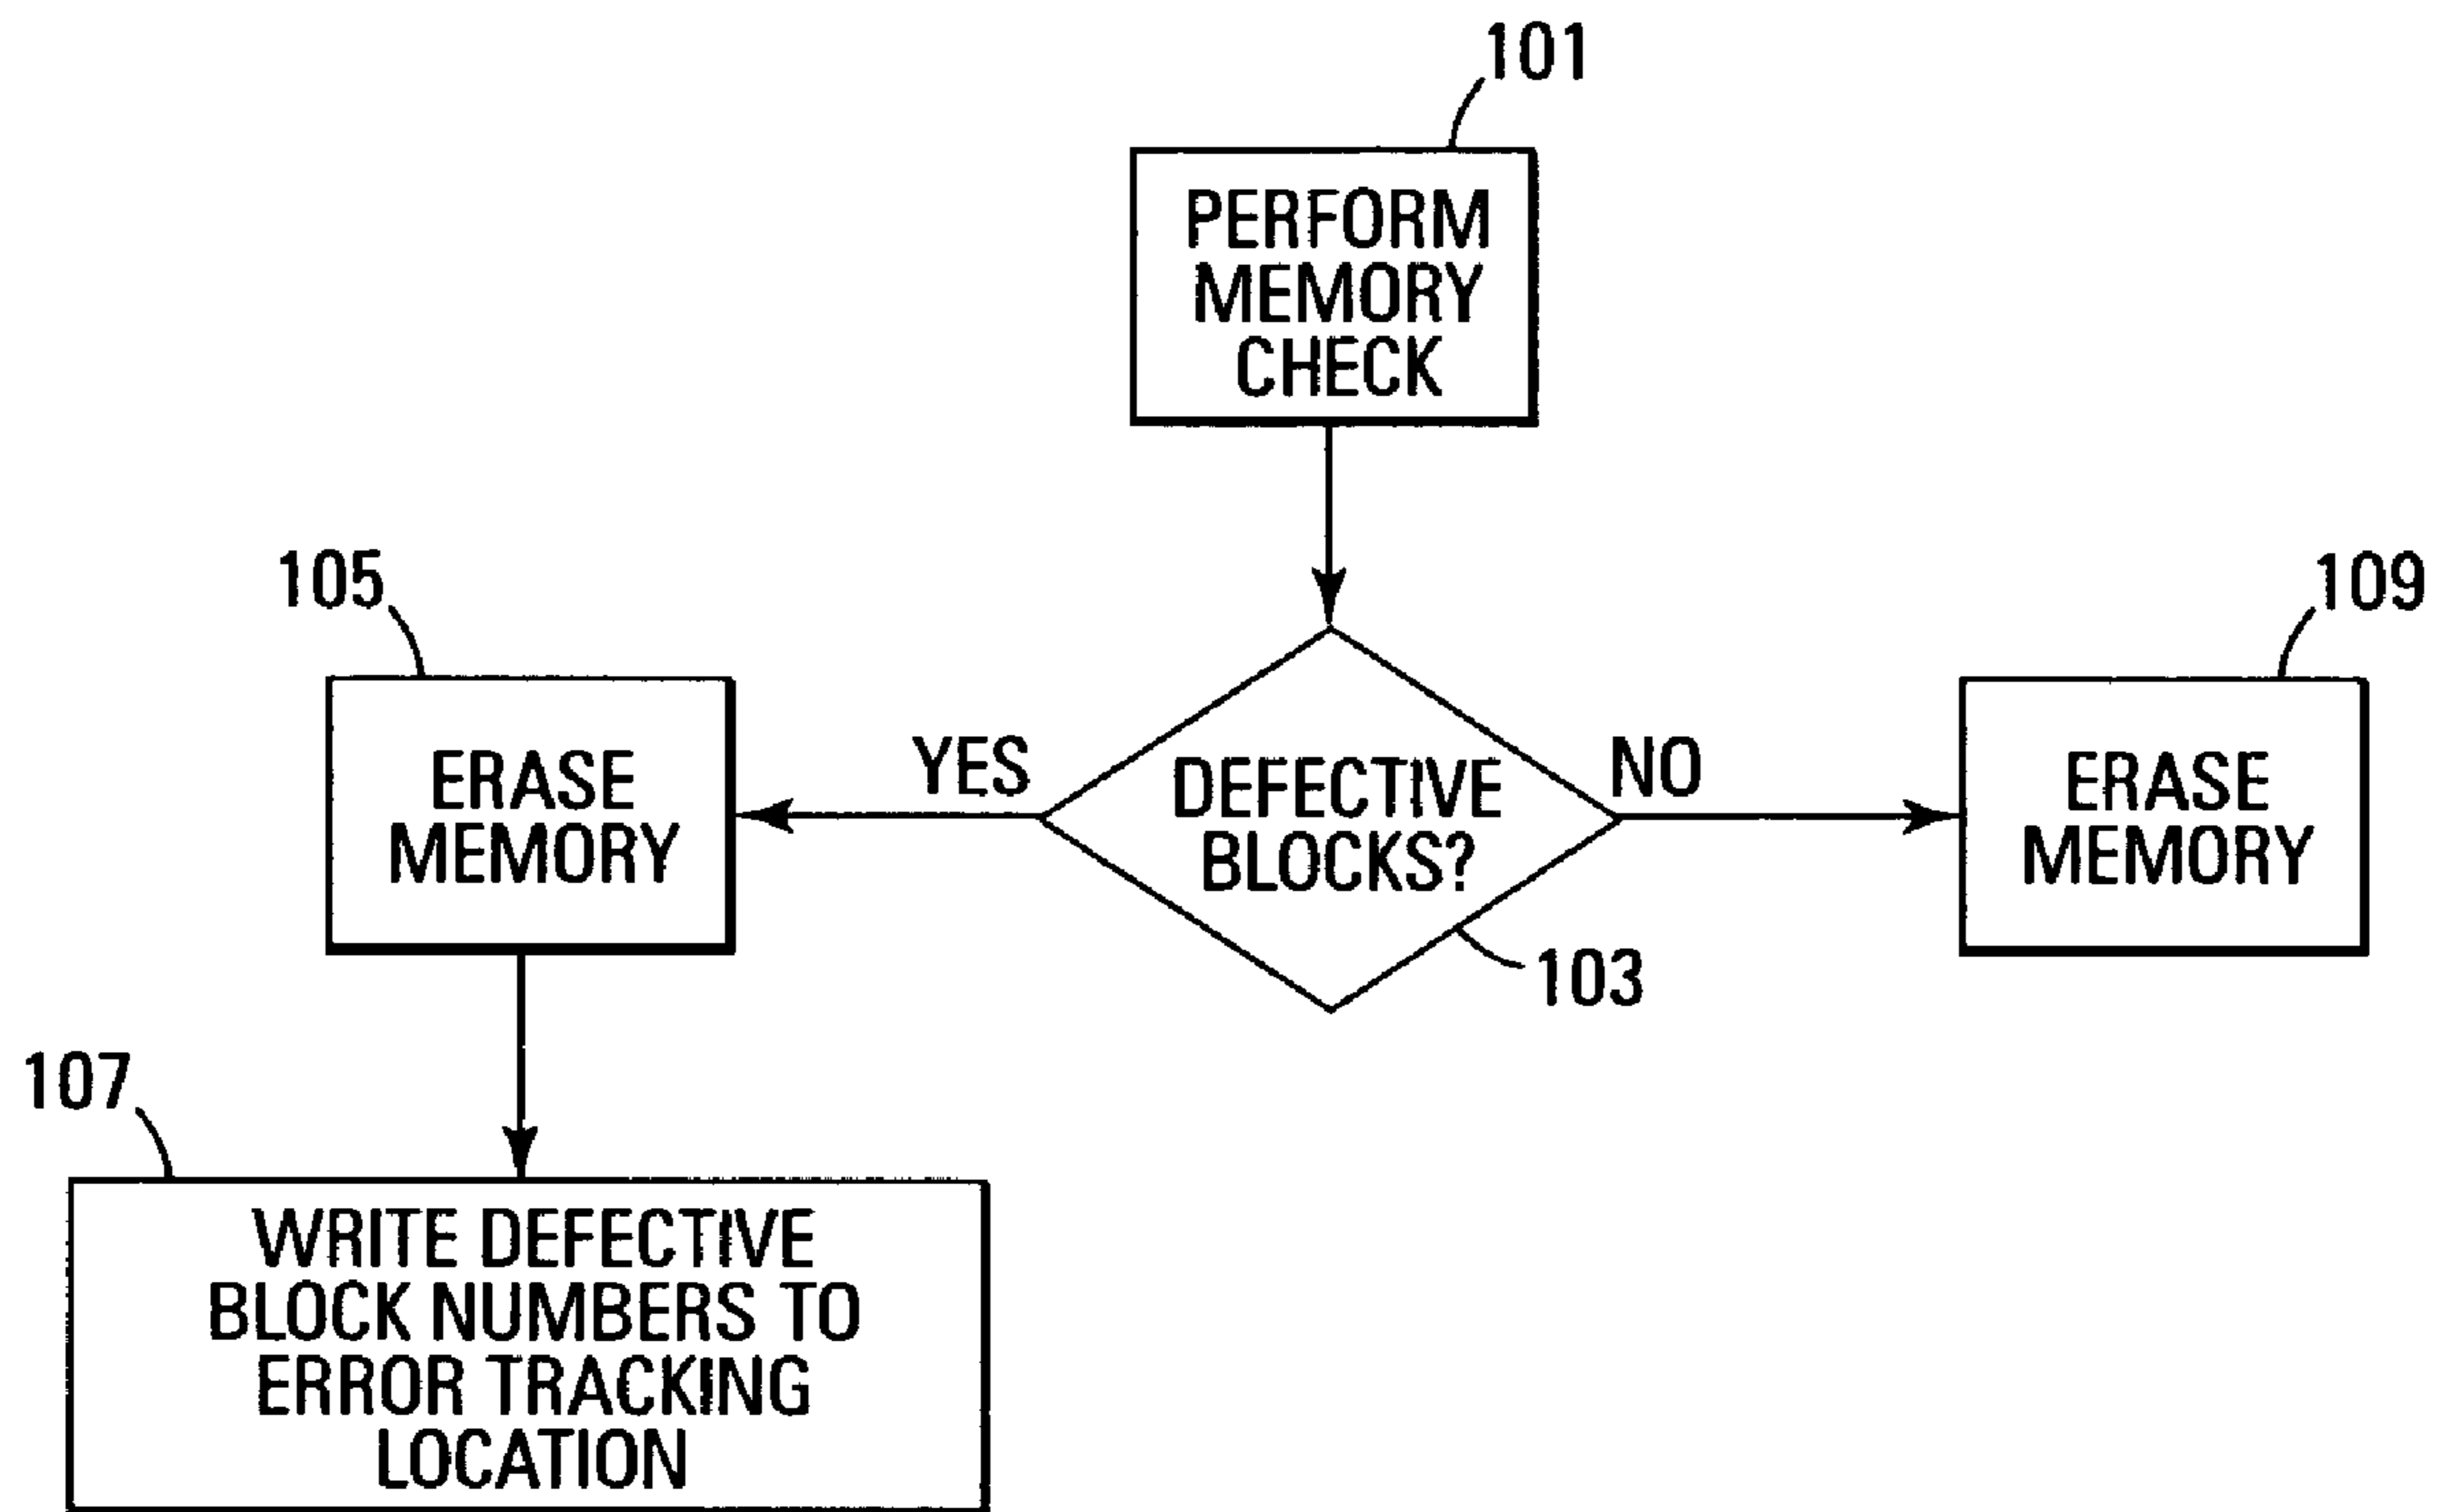 101
PERFORM
MEMORY
CHECK
105
109
ERASE
MEMORY
YES
DEFECTIVE
BLOCKS?
NO
ERASE
MEMORY
103
107
WRITE DEFECTIVE
BLOCK NUMBERS TO
ERROR TRACKING
LOCATION